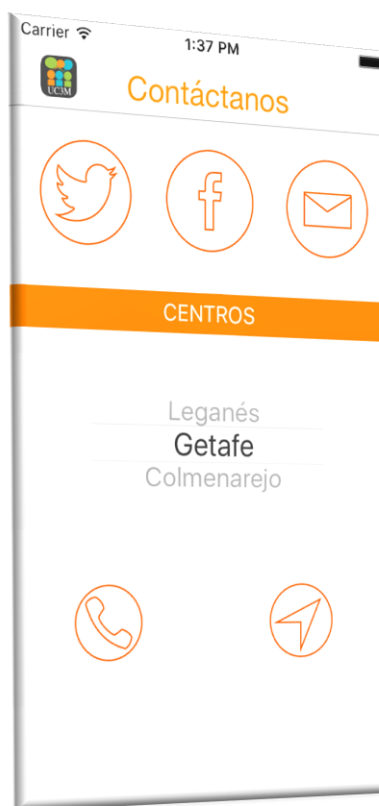 Carrier
1:37 PM
UC3M
Contáctanos
CENTROS
Leganés
Getafe
Colmenarejo